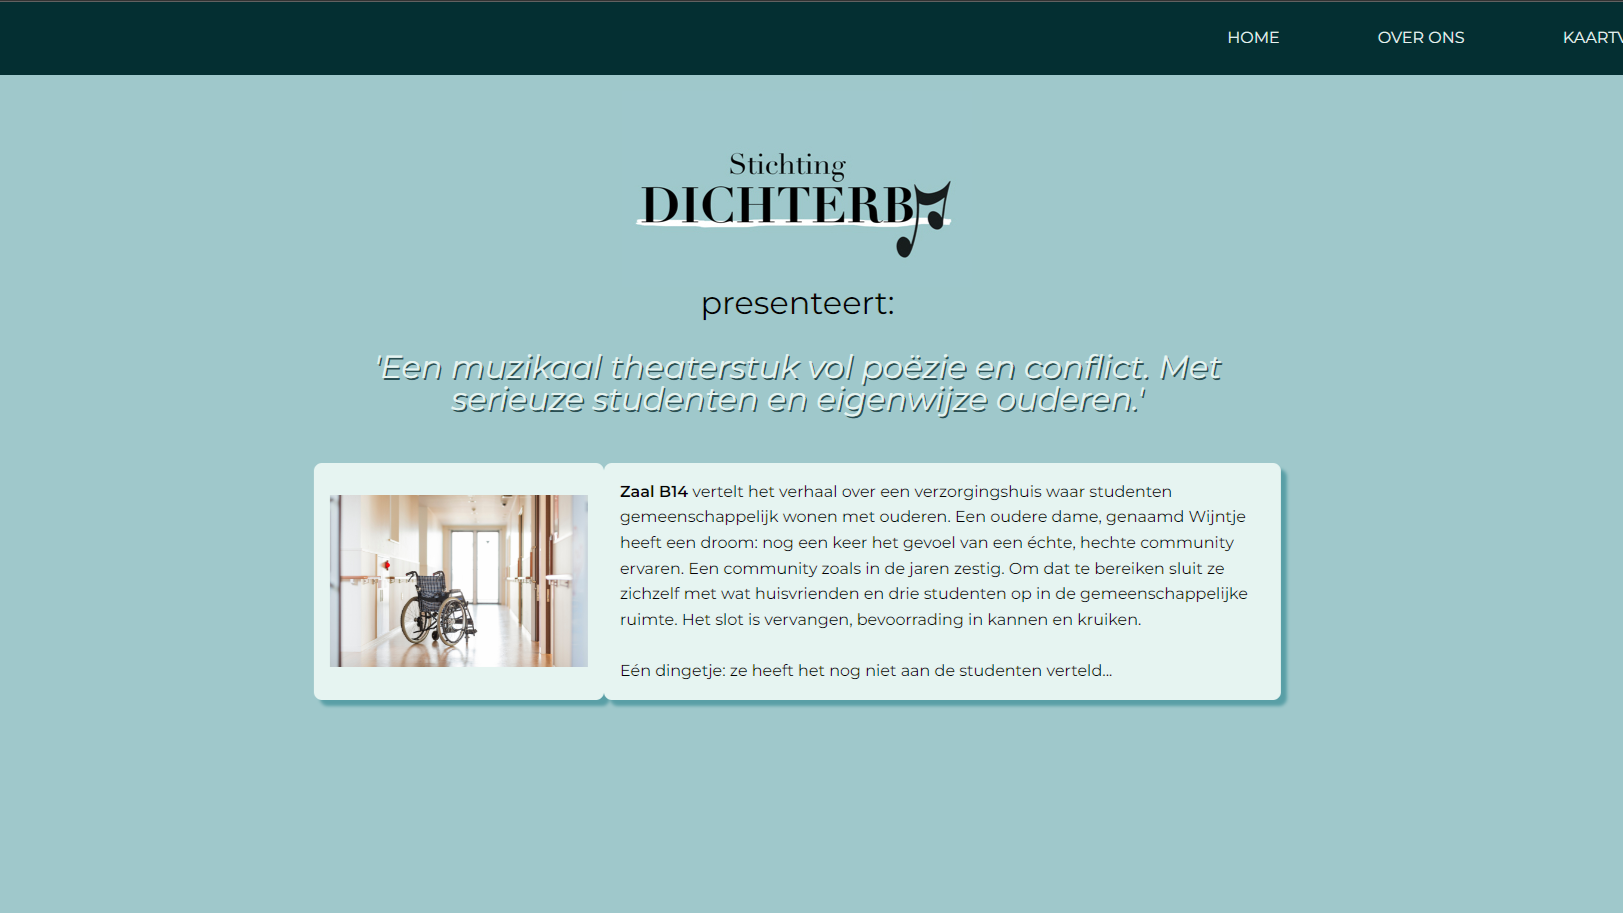 HOME OVER ONS
Stichting
DICHTERB
presenteert:
'Een muzikaal theaterstuk vol poëzie en conflict. Met
serieuze studenten en eigenwijze ouderen.'
Zaal B14 vertelt het verhaal over een verzorgingshuis waar studenten
gemeenschappelijk wonen met ouderen. Een oudere dame, genaamd Wijntje
heeft een droom: nog een keer het gevoel van een échte, hechte community
ervaren. Een community zoals in de jaren zestig. Om dat te bereiken sluit ze
zichzelf met wat huisvrienden en drie studenten op in de gemeenschappelijke
ruimte. Het slot is vervangen, bevoorrading in kannen en kruiken.
Eén dingetje: ze heeft het nog niet aan de studenten verteld...